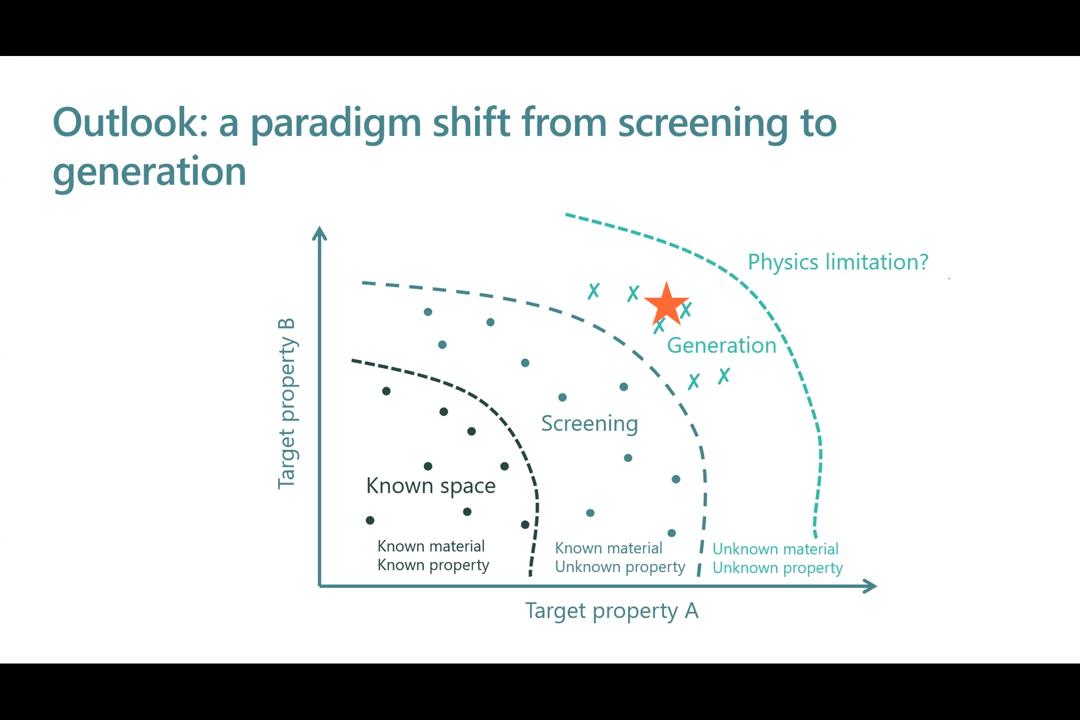 Outlook: a paradigm shift from screening to
generation
Physics limitation?
Generation
Target property B
Screening
Known space
Known material
Known property
Known material
Unknown property
Unknown material
Unknown property
Target property A